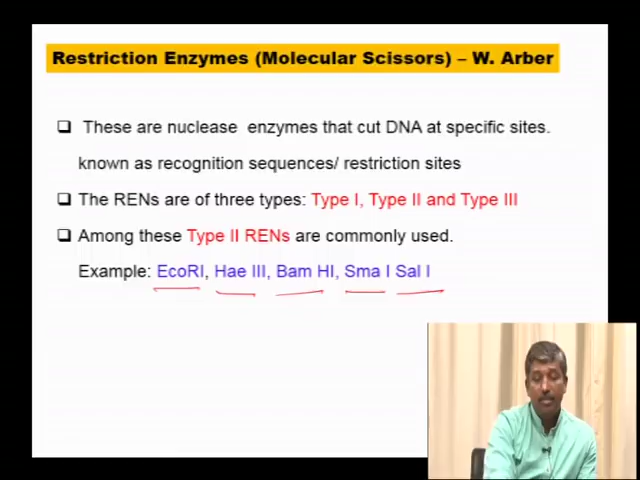 Restriction Enzymes (Molecular Scissors) – W. Arber
These are nuclease enzymes that cut DNA at specific sites.
known as recognition sequences/ restriction sites
The RENs are of three types: Type I, Type II and Type III
Among these Type II RENs are commonly used.
Example: EcoRI, Hae III, Bam HI, Sma I Sal I